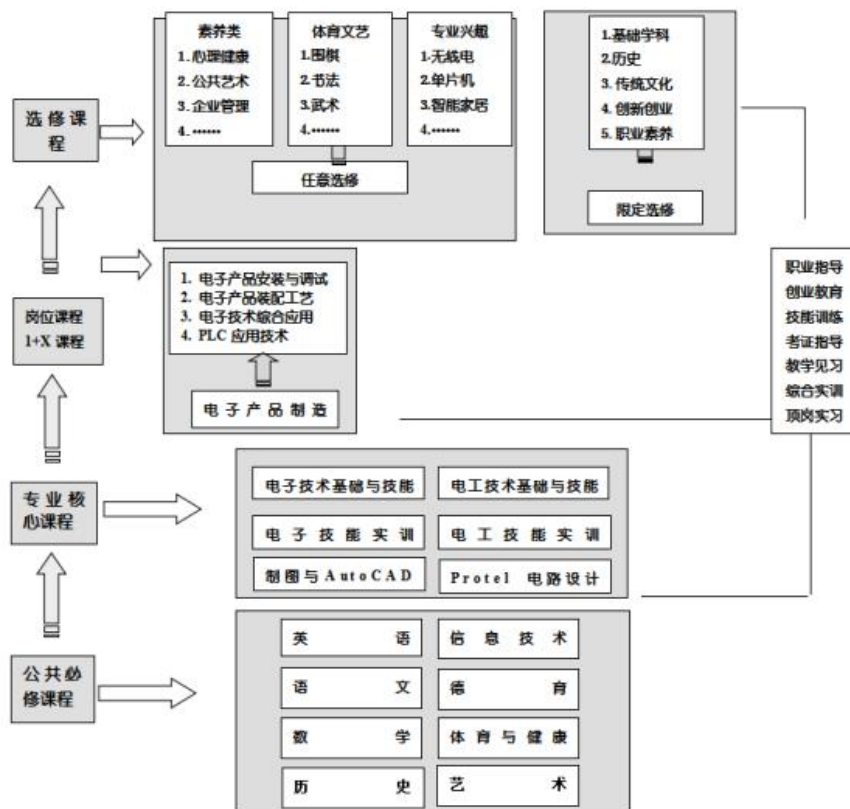 素养类
1.心理健康
2. 公共艺术
3. 企业管理
4. ……
体育文艺
1.围棋
2.书法
3.武术
4.……
专业兴趣
1.无线电
2.单片机
3.智能家居
4.……
任意选修
1.基础学科
2.历史
3. 传统文化
4. 创新创业
5. 职业素养
限定选修
选修课
程
1. 电子产品安装与调试
2. 电子产品装配工艺
3. 电子技术综合应用
4. PLC 应用技术
电子产品制造
岗位课程
1+X 课程
职业指导
创业教育
技能训练
考证指导
教学见习
综合实训
顶岗实习
专业核
心课程
电子技术基础与技能
电工技术基础与技能
电子技能实训
电工技能实训
制图与AutoCAD
Protel 电路设计
公共必
修课程
英语
信息技术
语文
德育
数学
体育与健康
历史
艺术